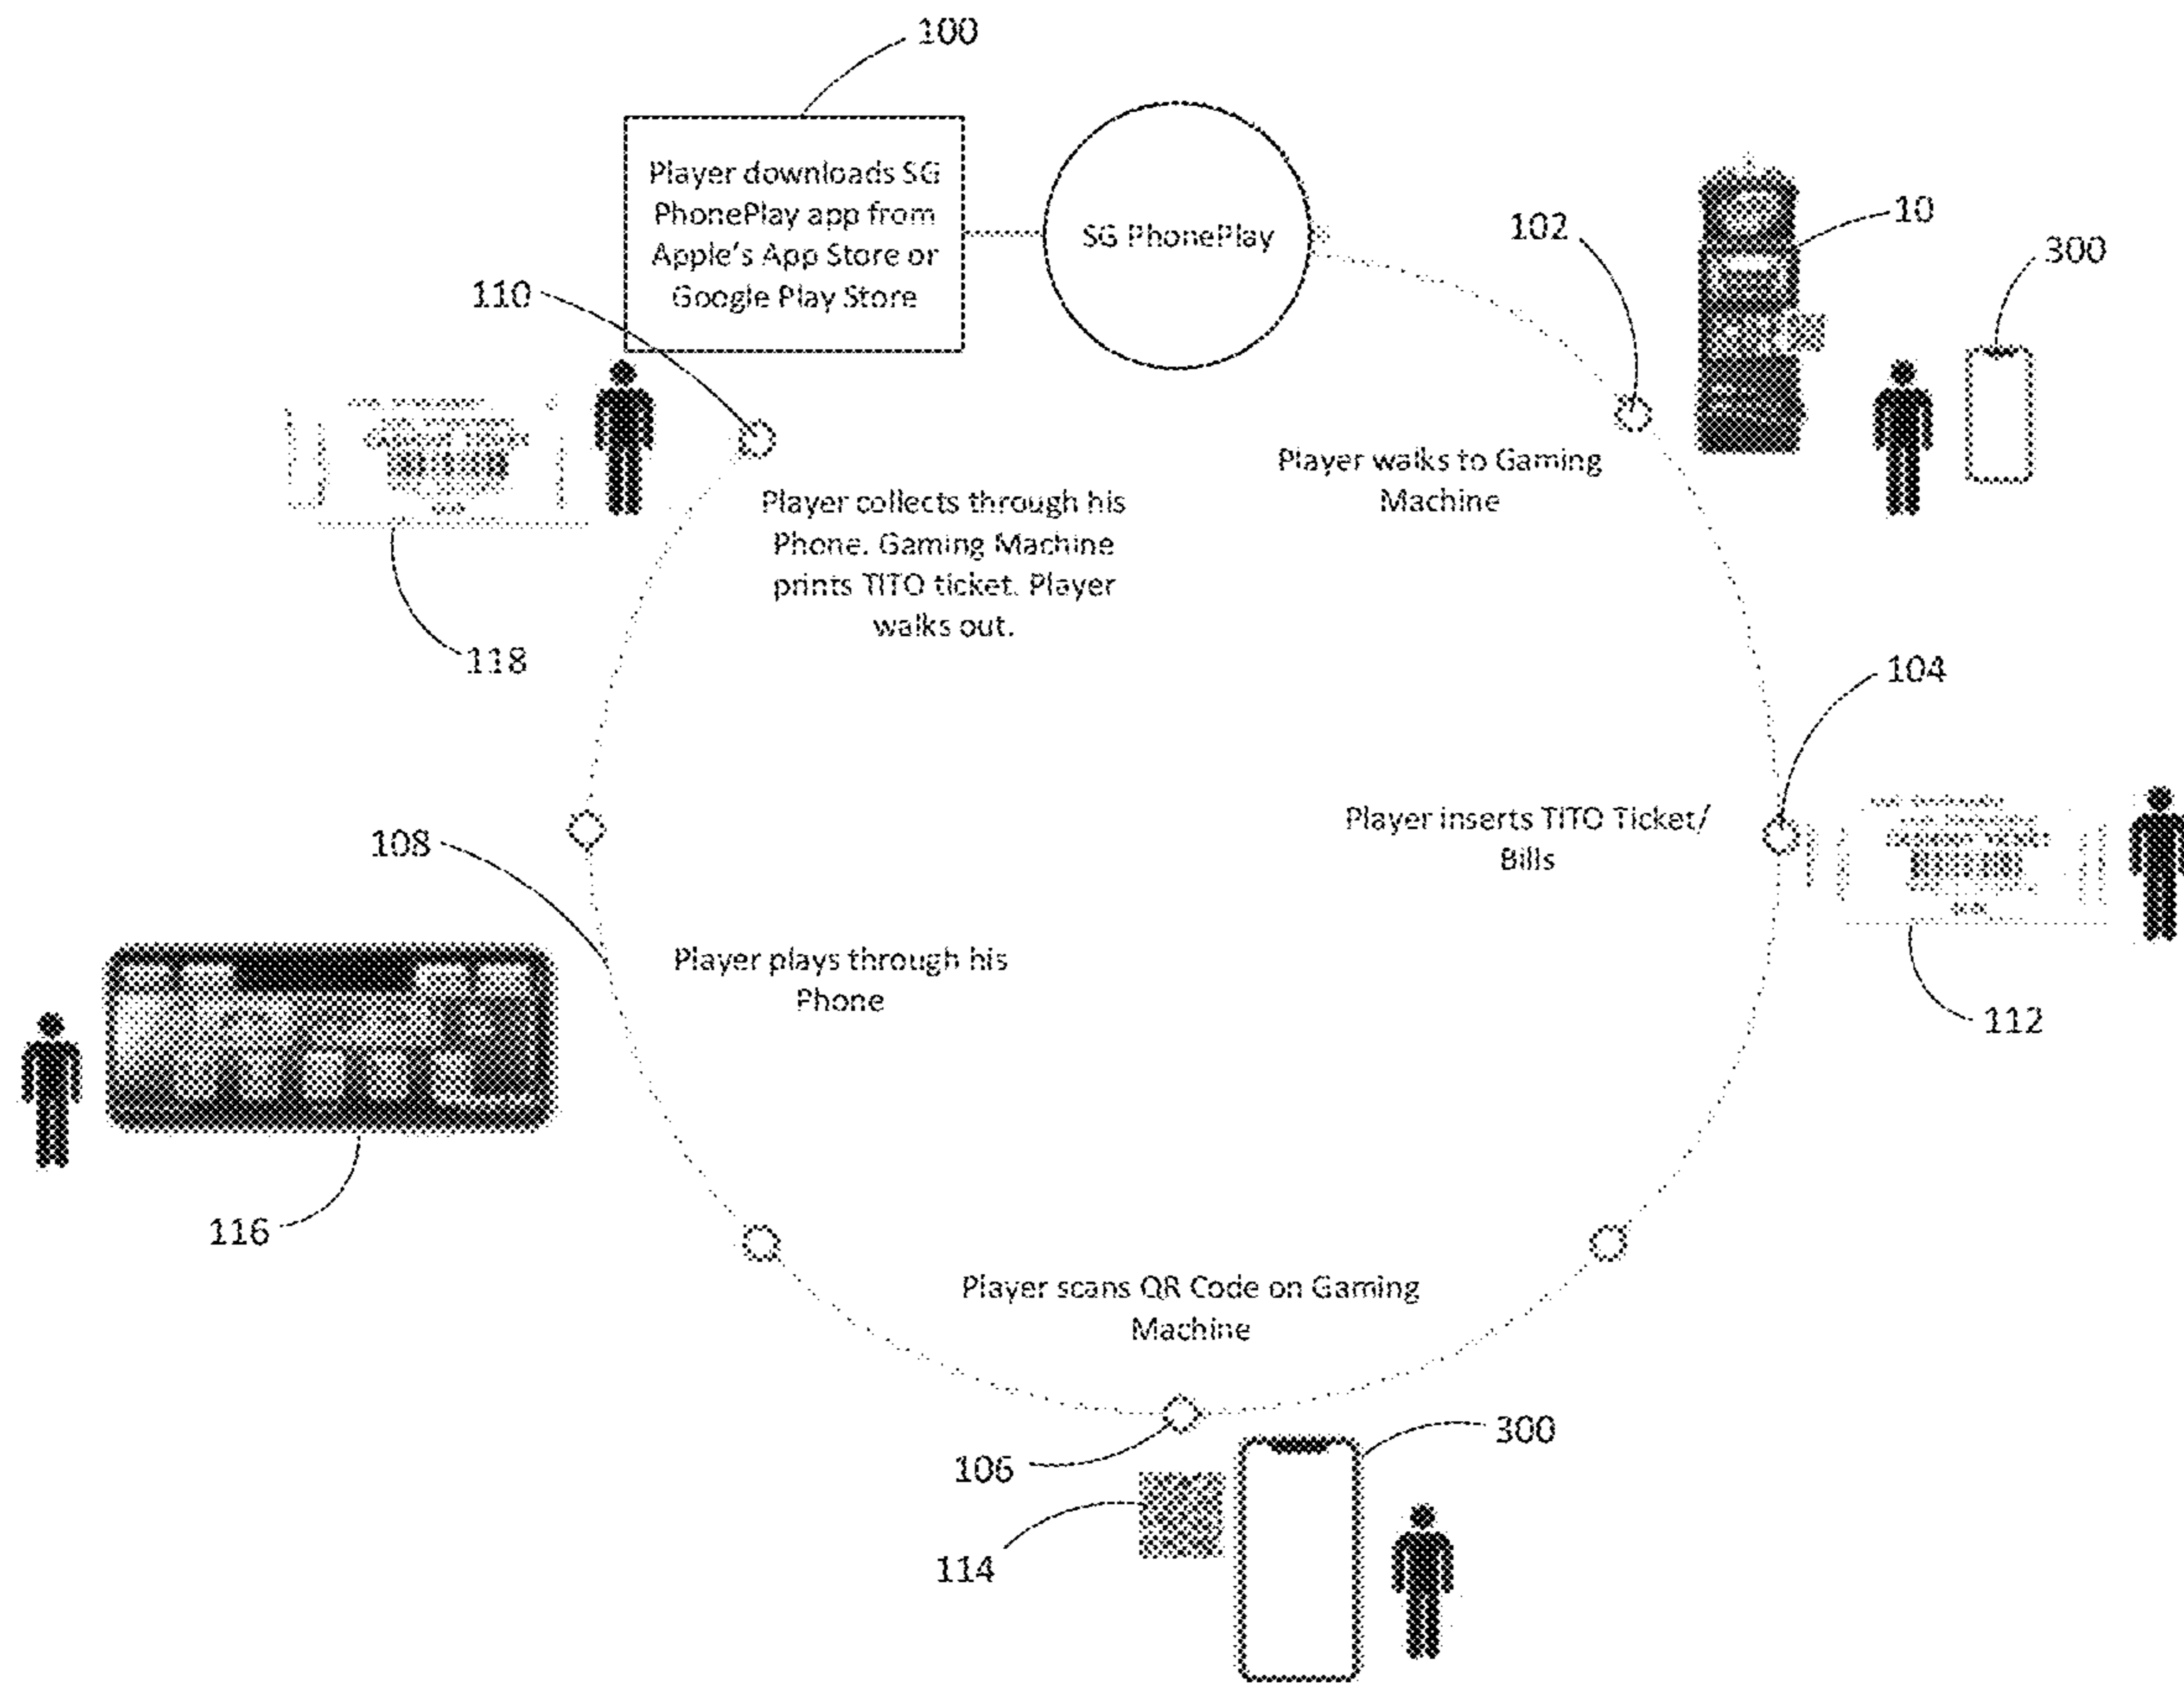 100
Player downloads SG
PhonePlay app from
Apple's App Store or
Google Play Store
SG PhonePlay
102
10
300
110
Player walks to Gaming
Machine
Player collects through his
Phone. Gaming Machine
prints TITO ticket. Player
walks out.
118
104
Player inserts TITO Ticket/
Bills
112
108
Player plays through his
Phone
116
Player scans QR Code on Gaming
Machine
106
300
114